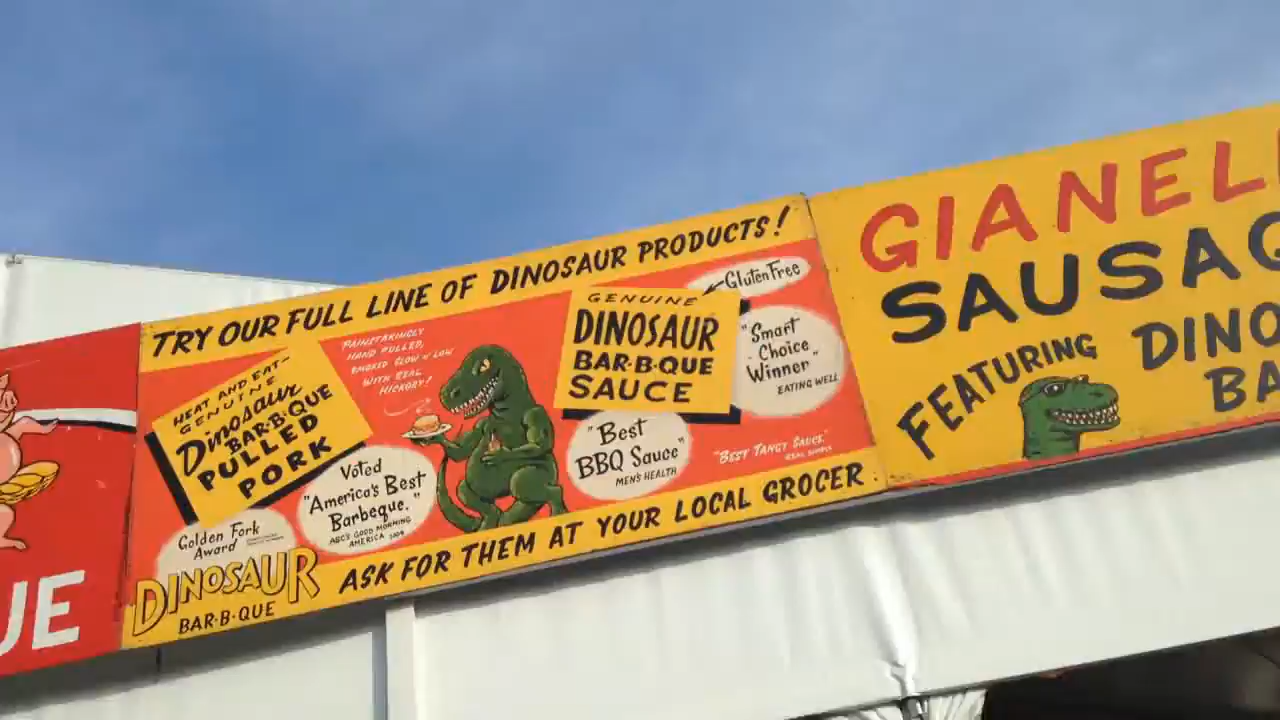 UE
TRY OUR FULL LINE OF DINOSAUR PRODUCTS!
HEAT AND EAT-
GENUINE
Dinosaur
BAR·B·QUE
PULLED
PORK
PAINSTAKINGLY
HAND PULLED,
SMOKED SLOW N' LOW
WITH REAL
HICKORY!
Gluten Free
GENUINE
DINOSAUR
BAR-B-QUE
SAUCE
"Smart
Choice
Winner"
EATING WELL
"Best
BBQ Sauce"
MEN'S HEALTH
"BEST TANGY SAUCE"
REAL SIMPLE
Voted
"America's Best
Barbeque."
ABC'S GOOD MORNING
AMERICA 2009
Golden Fork
Award
DINOSAUR
BAR·B·QUE
ASK FOR THEM AT YOUR LOCAL GROCER
GIANEL
SAUSAG
FEATURING
DINO
BA